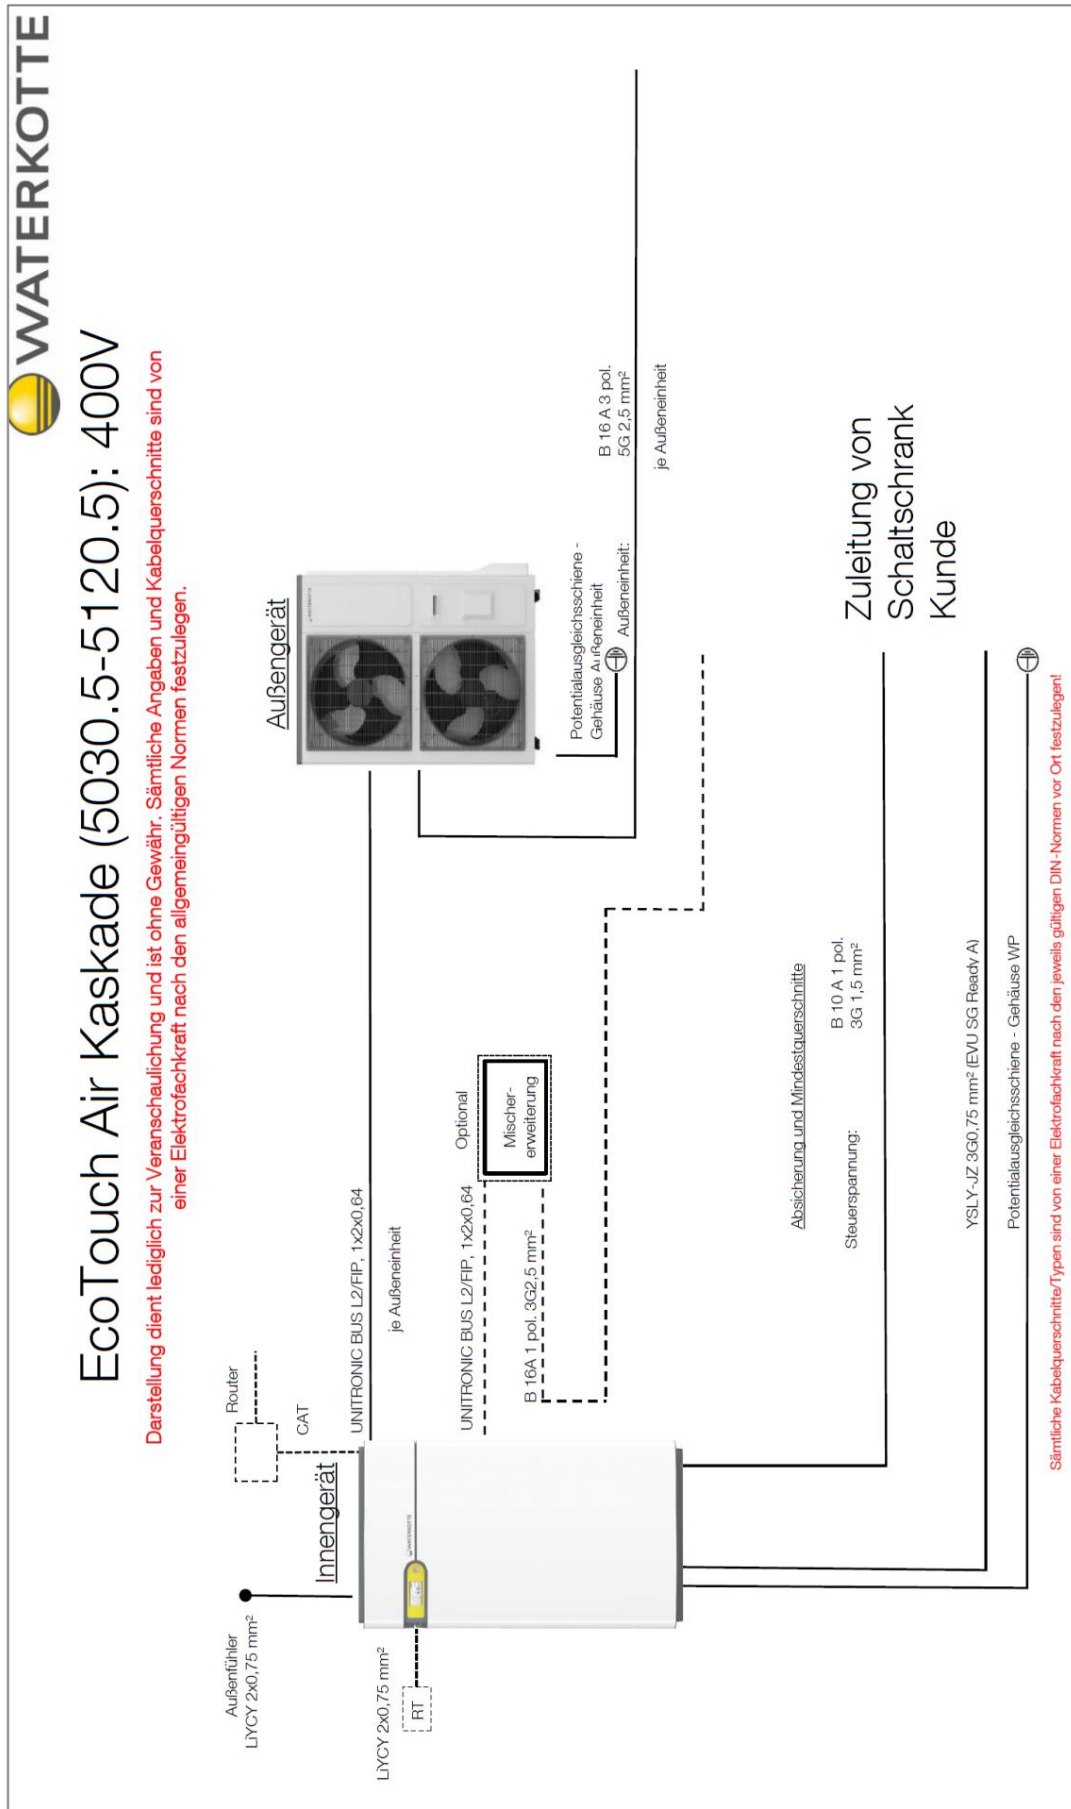 WATERKOTTE
EcoTouch Air Kaskade (5030.5-5120.5): 400V
Darstellung dient lediglich zur Veranschaulichung und ist ohne Gewähr. Sämtliche Angaben und Kabelquerschnitte sind von
einer Elektrofachkraft nach den allgemeingültigen Normen festzulegen.
Außenfühler
LiYCY 2x0,75 mm²
Router
CAT
Innengerät
LiYCY 2x0,75 mm²
RT
WATERKOTTE
UNITRONIC BUS L2/FIP, 1x2x0,64
je Außeneinheit
Außengerät
WATERKOTTE
UNITRONIC BUS L2/FIP, 1x2x0,64
Optional
Mischer-
erweiterung
B 16A 1 pol. 3G2,5 mm²
Potentialausgleichsschiene -
Gehäuse Außeneinheit
Außeneinheit:
B 16 A 3 pol.
5G 2,5 mm²
je Außeneinheit
Absicherung und Mindestquerschnitte
Steuerspannung:
B 10 A 1 pol.
3G 1,5 mm²
Zuleitung von
Schaltschrank
Kunde
YSLY-JZ 3G0,75 mm² (EVU SG Ready A)
Potentialausgleichsschiene - Gehäuse WP
Sämtliche Kabelquerschnitte/Typen sind von einer Elektrofachkraft nach den jeweils gültigen DIN-Normen vor Ort festzulegen!